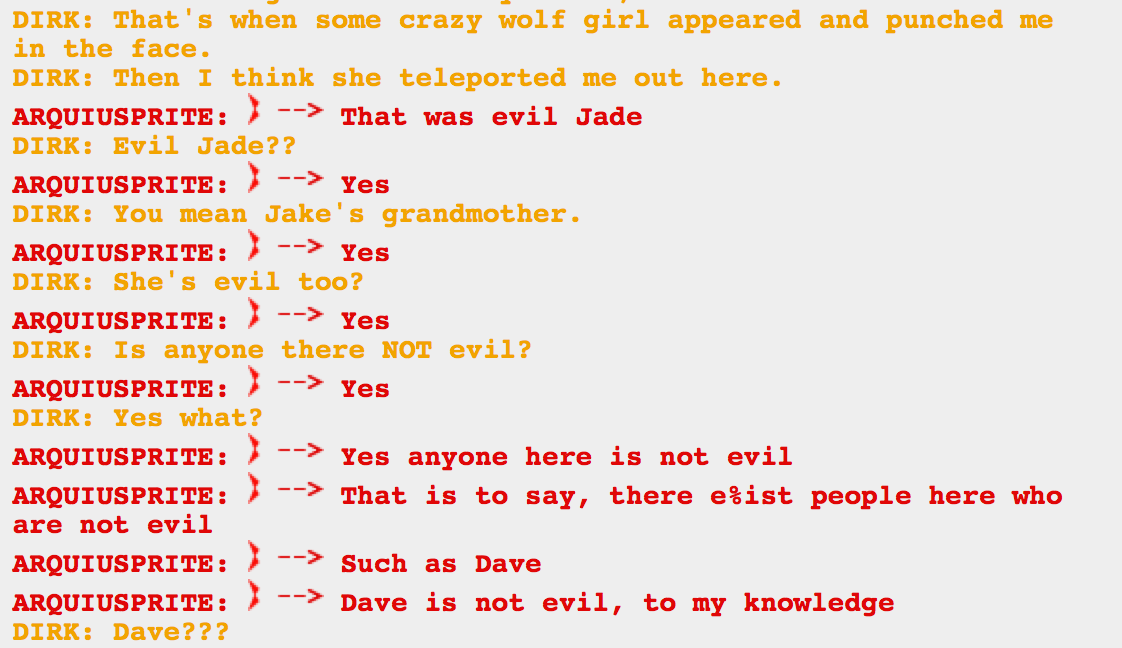 DIRK: That's when some crazy wolf girl appeared and punched me
in the face.
DIRK: Then I think she teleported me out here.
ARQUIUSPRITE: --> That was evil Jade
DIRK: Evil Jade??
ARQUIUSPRITE: --> Yes
DIRK: You mean Jake's grandmother.
ARQUIUSPRITE: --> Yes
DIRK: She's evil too?
ARQUIUSPRITE: --> Yes
DIRK: Is anyone there NOT evil?
ARQUIUSPRITE: --> Yes
DIRK: Yes what?
ARQUIUSPRITE: --> Yes anyone here is not evil
ARQUIUSPRITE: --> That is to say, there e%ist people here who
are not evil
ARQUIUSPRITE: --> Such as Dave
ARQUIUSPRITE: --> Dave is not evil, to my knowledge
DIRK: Dave???